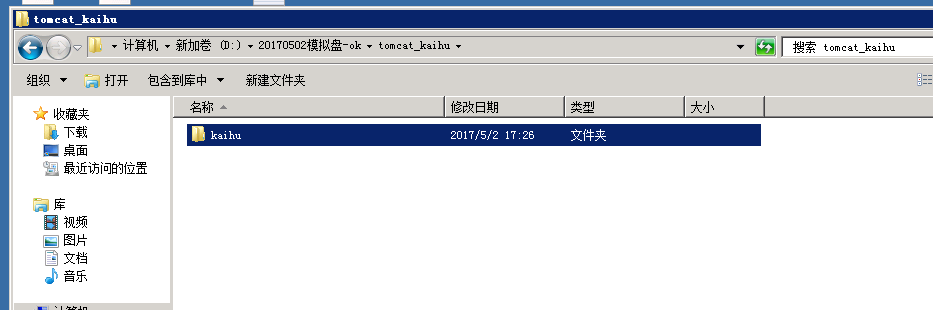 tomcat_kaihu
计算机 新加卷 (D:) 20170502模拟盘-ok tomcat_kaihu
搜索 tomcat_kaihu
组织 打开 包含到库中 新建文件夹
名称 修改日期 类型 大小
kaihu 2017/5/2 17:26 文件夹
收藏夹
下载
桌面
最近访问的位置
库
视频
图片
文档
音乐